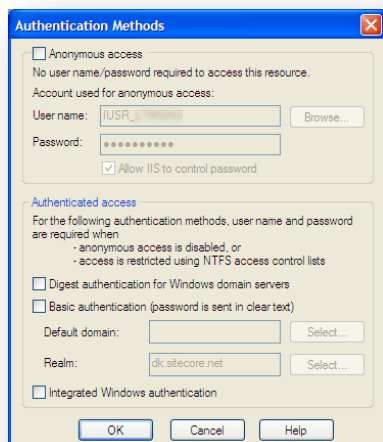 Authentication Methods
Anonymous access
No user name/password required to access this resource.
Account used for anonymous access:
User name: IUSR_ Browse...
Password: ●●●●●●●●●●
Allow IIS to control password
Authenticated access
For the following authentication methods, user name and password
are required when
- anonymous access is disabled, or
- access is restricted using NTFS access control lists
Digest authentication for Windows domain servers
Basic authentication (password is sent in clear text)
Default domain: Select...
Realm: dk.sitecore.net Select...
Integrated Windows authentication
OK Cancel Help